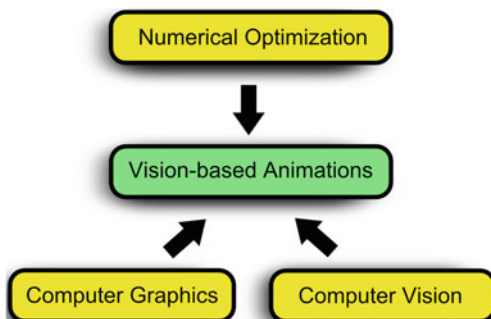 Numerical Optimization
Vision-based Animations
Computer Graphics
Computer Vision